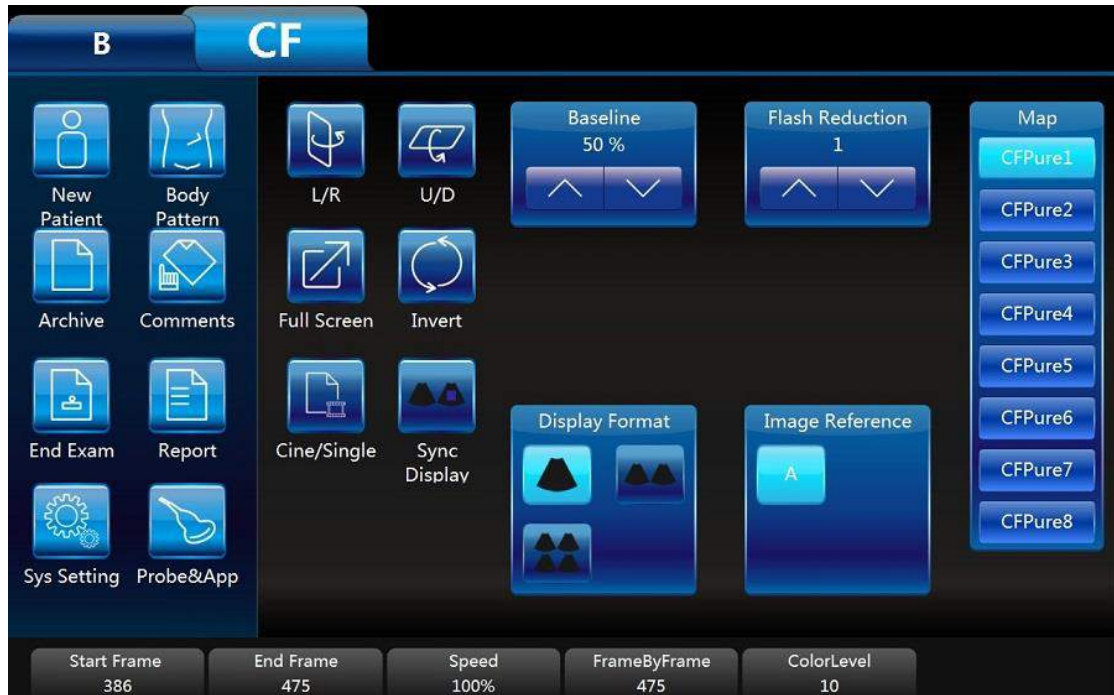 B
CF
New
Patient
Body
Pattern
Archive
Comments
End Exam
Report
Sys Setting
Probe&App
L/R
U/D
Full Screen
Invert
Cine/Single
Sync
Display
Baseline
50 %
Flash Reduction
1
Display Format
Image Reference
A
Map
CFPure1
CFPure2
CFPure3
CFPure4
CFPure5
CFPure6
CFPure7
CFPure8
Start Frame
386
End Frame
475
Speed
100%
FrameByFrame
475
ColorLevel
10